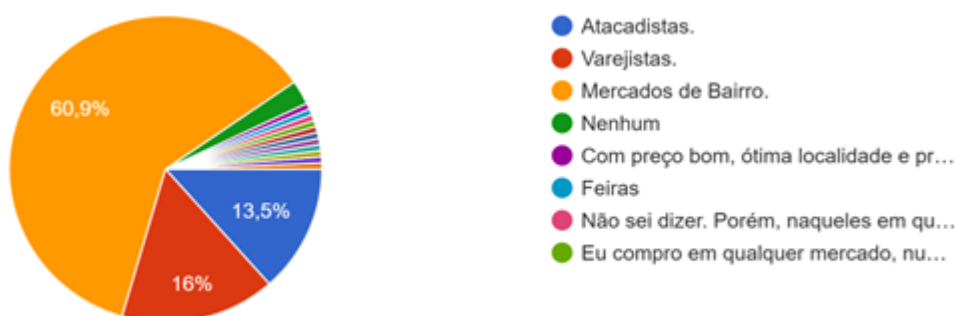 60,9%
13,5%
16%
Atacadistas.
Varejistas.
Mercados de Bairro.
Nenhum
Com preço bom, ótima localidade e pr…
Feiras
Não sei dizer. Porém, naqueles em qu…
Eu compro em qualquer mercado, nu…